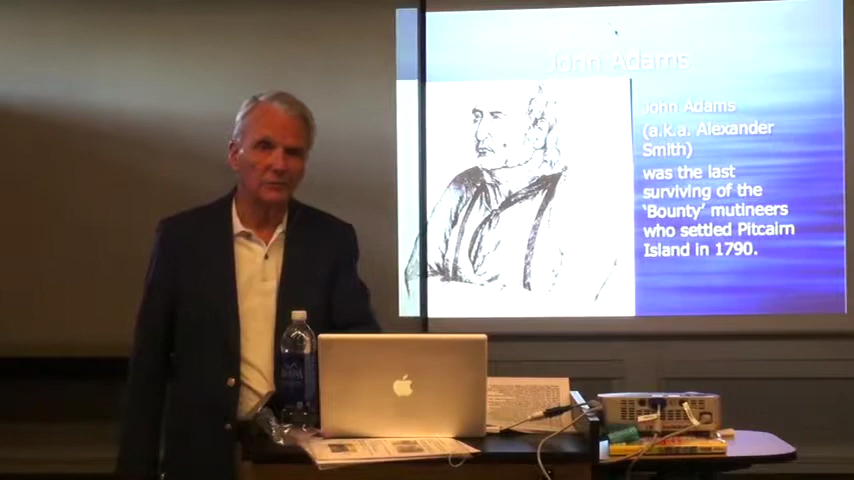 John Adams
John Adams
(a.k.a. Alexander
Smith)
was the last
surviving of the
'Bounty' mutineers
who settled Pitcairn
Island in 1790.